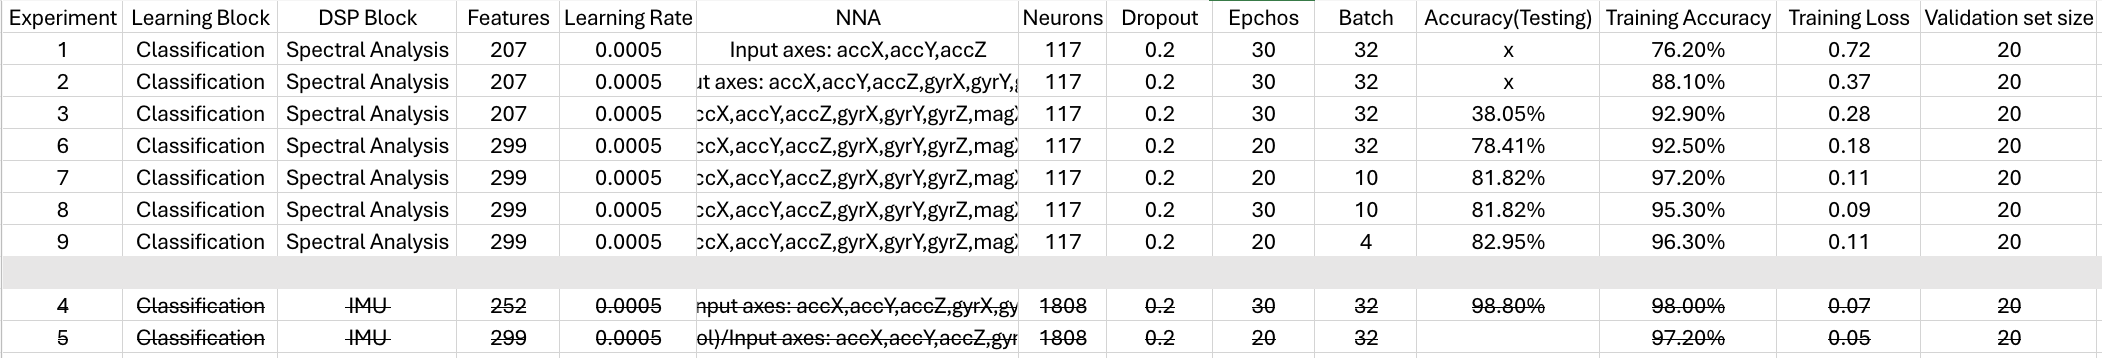 Experiment Learning Block DSP Block Features Learning Rate NNA Neurons Dropout Epchos Batch Accuracy(Testing) Training Accuracy Training Loss Validation set size
1 Classification Spectral Analysis 207 0.0005 Input axes: accX,accY,accZ 117 0.2 30 32 x 76.20% 0.72 20
2 Classification Spectral Analysis 207 0.0005 axes: accX,accY,accZ,gyrX,gyrY, 117 0.2 30 32 x 88.10% 0.37 20
3 Classification Spectral Analysis 207 0.0005 ccX,accY,accZ,gyrX,gyrY,gyrZ,mag 117 0.2 30 32 38.05% 92.90% 0.28 20
6 Classification Spectral Analysis 299 0.0005 ccX,accY,accZ,gyrX,gyrY,gyrZ,mag 117 0.2 20 32 78.41% 92.50% 0.18 20
7 Classification Spectral Analysis 299 0.0005 ccX,accY,accZ,gyrX,gyrY,gyrZ,mag 117 0.2 20 10 81.82% 97.20% 0.11 20
8 Classification Spectral Analysis 299 0.0005 ccX,accY,accZ,gyrX,gyrY,gyrZ,mag 117 0.2 30 10 81.82% 95.30% 0.09 20
9 Classification Spectral Analysis 299 0.0005 ccX,accY,accZ,gyrX,gyrY,gyrZ,mag 117 0.2 20 4 82.95% 96.30% 0.11 20
4 Classification IMU 252 0.0005 nput axes: accX,accY,accZ,gyrX,gy 1808 0.2 30 32 98.80% 98.00% 0.07 20
5 Classification IMU 299 0.0005 ol)/Input axes: accX,accY,accZ,gyr 1808 0.2 20 32 97.20% 0.05 20